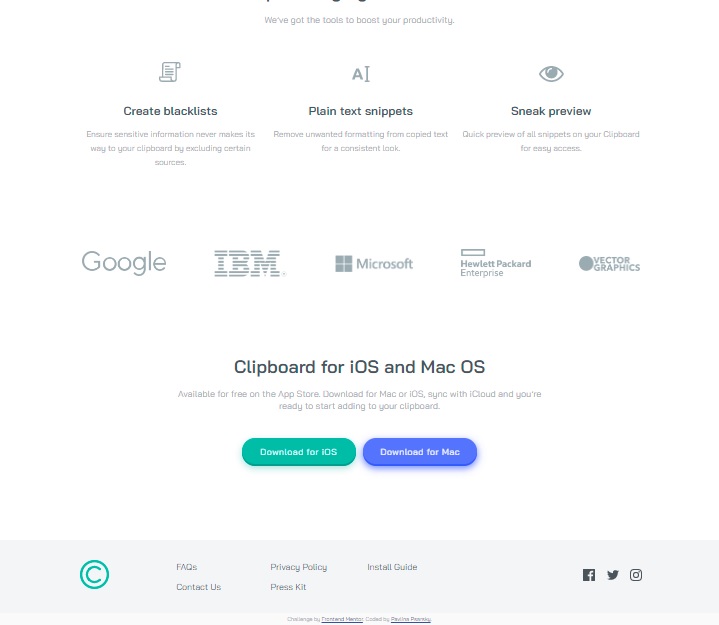 We've got the tools to boost your productivity.
Create blacklists
Ensure sensitive information never makes its
way to your clipboard by excluding certain
sources.
AI
Plain text snippets
Remove unwanted formatting from copied text
for a consistent look.
Sneak preview
Quick preview of all snippets on your Clipboard
for easy access.
Google
IBM
Microsoft
Hewlett Packard
Enterprise
VECTOR
GRAPHICS
Clipboard for iOS and Mac OS
Available for free on the App Store. Download for Mac or iOS, sync with iCloud and you're
ready to start adding to your clipboard.
Download for iOS
Download for Mac
FAQs
Contact Us
Privacy Policy
Press Kit
Install Guide
Challenge by Frontend Mentor. Coded by